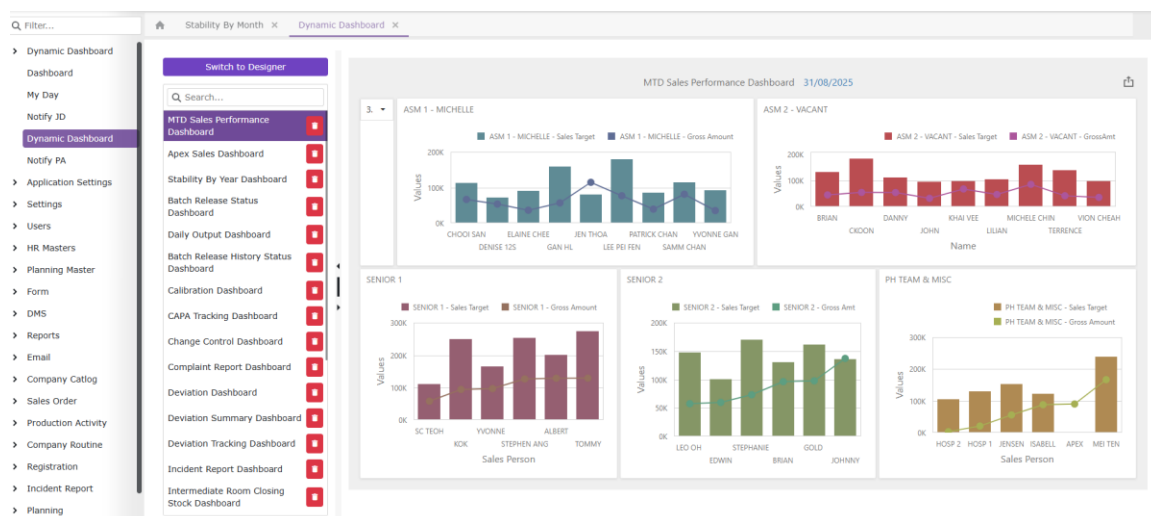 Filter...
Dynamic Dashboard
Dashboard
My Day
Notify JD
Dynamic Dashboard
Notify PA
Application Settings
Settings
Users
HR Masters
Planning Master
Form
DMS
Reports
Email
Company Catlog
Sales Order
Production Activity
Company Routine
Registration
Incident Report
Planning
Stability By Month
Dynamic Dashboard
Switch to Designer
Search...
MTD Sales Performance
Dashboard
Apex Sales Dashboard
Stability By Year Dashboard
Batch Release Status
Dashboard
Daily Output Dashboard
Batch Release History Status
Dashboard
Calibration Dashboard
CAPA Tracking Dashboard
Change Control Dashboard
Complaint Report Dashboard
Deviation Dashboard
Deviation Summary Dashboard
Deviation Tracking Dashboard
Incident Report Dashboard
Intermediate Room Closing
Stock Dashboard
MTD Sales Performance Dashboard 31/08/2025
3.
ASM 1 - MICHELLE
ASM 1 - MICHELLE - Sales Target ASM 1 - MICHELLE - Gross Amount
200K
100K
0K
Values
CHOOI SAN ELAINE CHEE JEN THOA PATRICK CHAN YVONNE GAN
DENISE 12S GAN HL LEE PEI FEN SAMM CHAN
ASM 2 - VACANT
ASM 2 - VACANT - Sales Target ASM 2 - VACANT - GrossAmt
200K
100K
0K
Values
BRIAN DANNY KHAI VEE MICHELE CHIN VION CHEAH
CKOON JOHN LILIAN TERRENCE
Name
SENIOR 1
SENIOR 1 - Sales Target SENIOR 1 - Gross Amount
300K
200K
100K
0K
Values
SC TEOH YVONNE ALBERT
KOK STEPHEN ANG TOMMY
Sales Person
SENIOR 2
SENIOR 2 - Sales Target SENIOR 2 - Gross Amt
200K
150K
100K
50K
0K
Values
LEO OH STEPHANIE GOLD
EDWIN BRIAN JOHNNY
PH TEAM & MISC
PH TEAM & MISC - Sales Target
PH TEAM & MISC - Gross Amount
300K
200K
100K
0K
Values
HOSP 2 HOSP 1 JENSEN ISABELL APEX MEI TEN
Sales Person